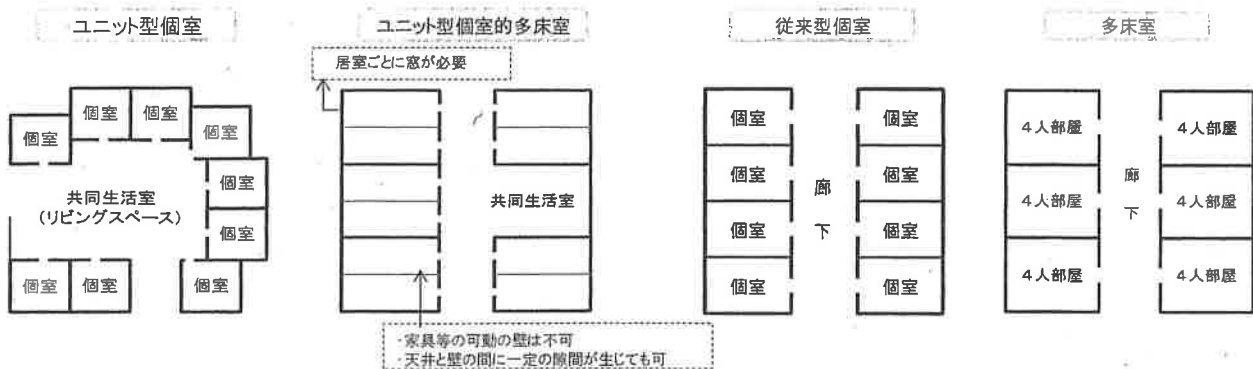 ユニット型個室
個室
個室
個室
個室
個室
個室
個室
個室
個室
共同生活室
(リビングスペース)
ユニット型個室的多床室
居室ごとに窓が必要
共同生活室
・家具等の可動の壁は不可
・天井と壁の間に一定の隙間が生じても可
従来型個室
個室
個室
個室
個室
廊
下
個室
個室
個室
個室
多床室
4人部屋
4人部屋
4人部屋
廊
下
4人部屋
4人部屋
4人部屋